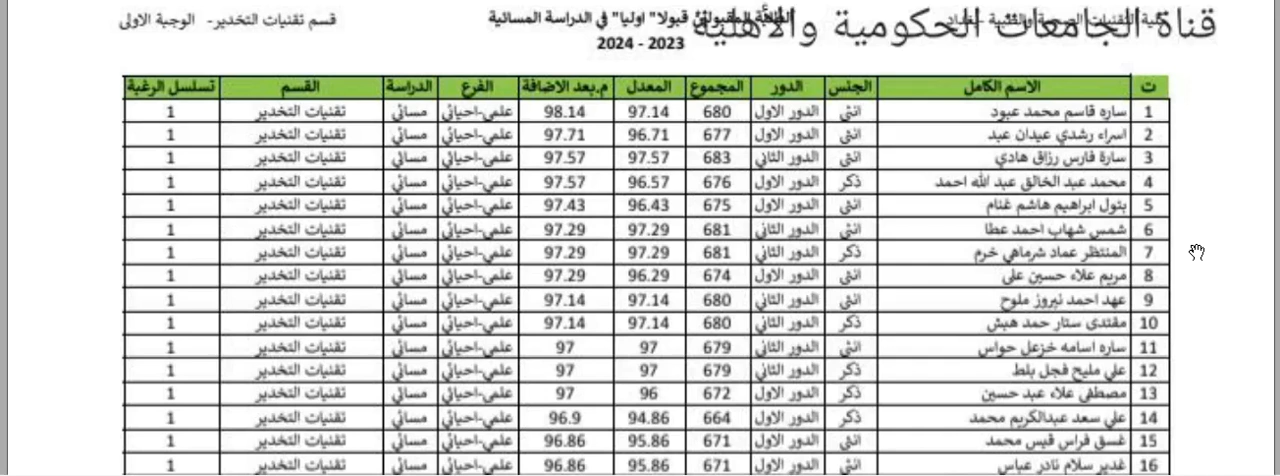 قناة الجامعات الحكومية والأهلية
كلية التقنيات الصحية والطبية - بغداد
الطلبة المقبولين قبولا" اوليا" في الدراسة المسائية
2023 - 2024
قسم تقنيات التخدير- الوجبة الاولى
ت الاسم الكامل الجنس الدور المجموع المعدل م.بعد الاضافة الفرع الدراسة القسم تسلسل الرغبة
1 ساره قاسم محمد عبود انثى الدور الاول 680 97.14 98.14 علمي-احيائي مسائي تقنيات التخدير 1
2 اسراء رشدي عيدان عبد انثى الدور الاول 677 96.71 97.71 علمي-احيائي مسائي تقنيات التخدير 1
3 سارة فارس رزاق هادي انثى الدور الثاني 683 97.57 97.57 علمي-احيائي مسائي تقنيات التخدير 1
4 محمد عبد الخالق عبد الله احمد ذكر الدور الاول 676 96.57 97.57 علمي-احيائي مسائي تقنيات التخدير 1
5 بتول ابراهيم هاشم غنام انثى الدور الاول 675 96.43 97.43 علمي-احيائي مسائي تقنيات التخدير 1
6 شمس شهاب احمد عطا انثى الدور الثاني 681 97.29 97.29 علمي-احيائي مسائي تقنيات التخدير 1
7 المنتظر عماد شرماهي خرم ذكر الدور الثاني 681 97.29 97.29 علمي-احيائي مسائي تقنيات التخدير 1
8 مريم علاء حسين علي انثى الدور الاول 674 96.29 97.29 علمي-احيائي مسائي تقنيات التخدير 1
9 عهد احمد نيروز ملوح انثى الدور الثاني 680 97.14 97.14 علمي-احيائي مسائي تقنيات التخدير 1
10 مقتدى ستار حمد هبش ذكر الدور الثاني 680 97.14 97.14 علمي-احيائي مسائي تقنيات التخدير 1
11 ساره اسامه خزعل حواس انثى الدور الثاني 679 97 97 علمي-احيائي مسائي تقنيات التخدير 1
12 علي مليح فجل بلط ذكر الدور الثاني 679 97 97 علمي-احيائي مسائي تقنيات التخدير 1
13 مصطفى علاء عبد حسين ذكر الدور الاول 672 96 97 علمي-احيائي مسائي تقنيات التخدير 1
14 علي سعد عبدالكريم محمد ذكر الدور الاول 664 94.86 96.9 علمي-احيائي مسائي تقنيات التخدير 1
15 غسق فراس قيس محمد انثى الدور الاول 671 95.86 96.86 علمي-احيائي مسائي تقنيات التخدير 1
16 غدير سلام نادر عباس انثى الدور الاول 671 95.86 96.86 علمي-احيائي مسائي تقنيات التخدير 1